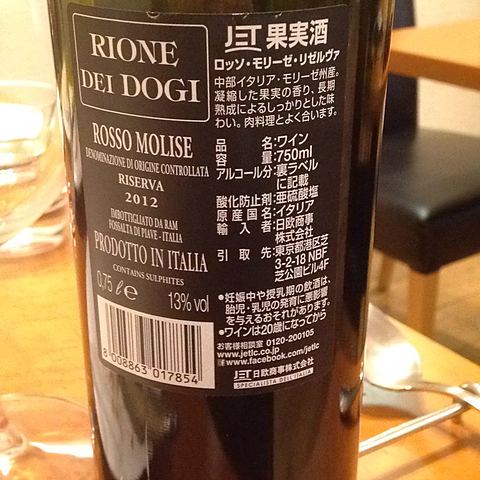 RIONE
DEI DOGI
ROSSO MOLISE
DENOMINAZIONE DI ORIGINE CONTROLLATA
RISERVA
2012
IMBOTTIGLIATO DA RAM
FOSSALTA DI PIAVE - ITALIA
PRODOTTO IN ITALIA
CONTAINS SULPHITES
0,75 l e 13% vol
8 008863 017854
JET 果実酒
ロッソ・モリーゼ・リゼルヴァ
中部イタリア・モリーゼ州産。
凝縮した果実の香り、長期
熟成によるしっかりとした味
わい。肉料理とよく合います。
品名:ワイン
容量:750ml
アルコール分:裏ラベル
に記載
酸化防止剤:亜硫酸塩
原産国名:イタリア
輸入者:日欧商事
株式会社
引取先:東京都港区芝
3-2-18 NBF
芝公園ビル4F
●妊娠中や授乳期の飲酒は、
胎児・乳児の発育に悪影響
を与えるおそれがあります。
●ワインは20歳になってから
お客様相談室 0120-200105
www.jetlc.co.jp
www.facebook.com/jetlc
JET 日欧商事株式会社
SPECIALISTA DELL'ITALIA